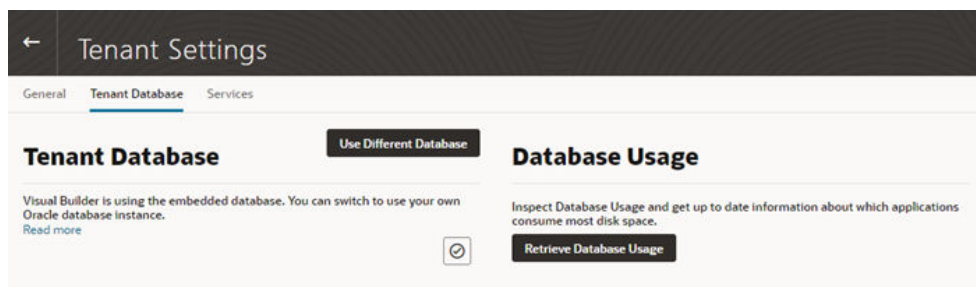 Tenant Settings
General Tenant Database Services
Tenant Database
Use Different Database
Visual Builder is using the embedded database. You can switch to use your own
Oracle database instance.
Read more
Database Usage
Inspect Database Usage and get up to date information about which applications
consume most disk space.
Retrieve Database Usage